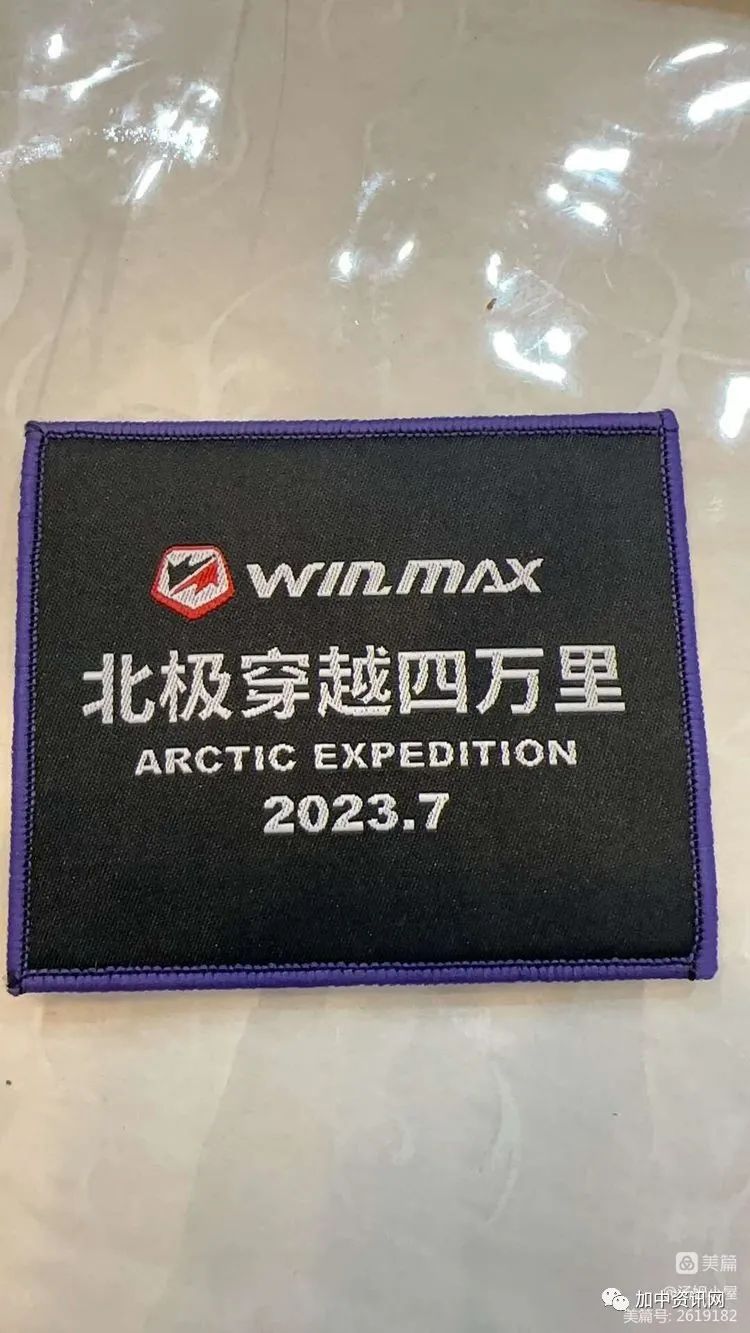 WINMAX
北极穿越四万里
ARCTIC EXPEDITION
2023.7
美篇
加中资讯网
美篇号: 2619182